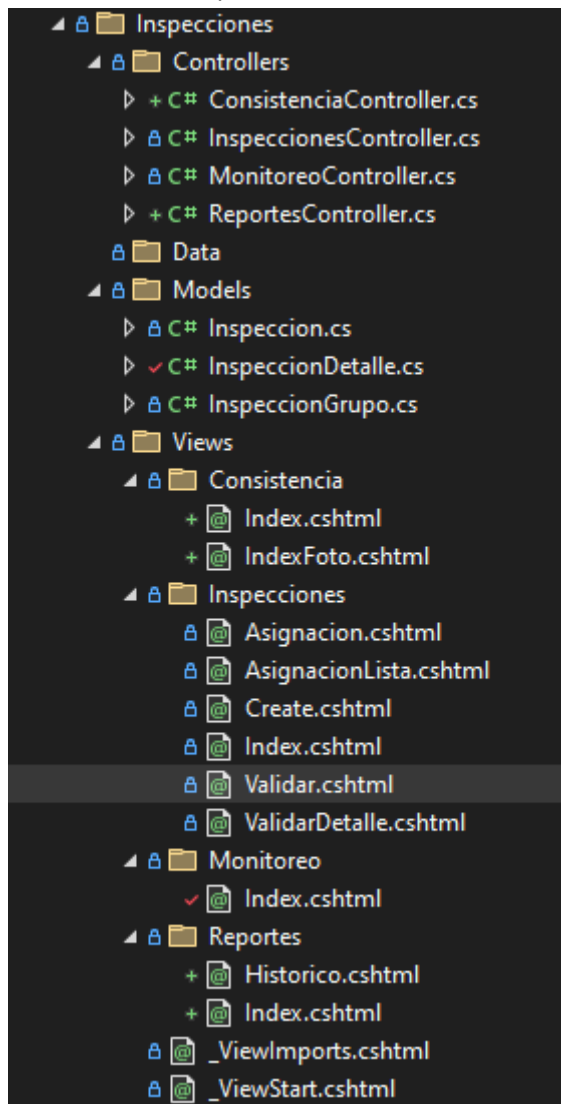 Inspecciones
Controllers
+ C# ConsistenciaController.cs
C# InspeccionesController.cs
C# MonitoreoController.cs
+ C# ReportesController.cs
Data
Models
C# Inspeccion.cs
C# InspeccionDetalle.cs
C# InspeccionGrupo.cs
Views
Consistencia
+ @ Index.cshtml
+ @ IndexFoto.cshtml
Inspecciones
@ Asignacion.cshtml
@ AsignacionLista.cshtml
@ Create.cshtml
@ Index.cshtml
@ Validar.cshtml
@ ValidarDetalle.cshtml
Monitoreo
@ Index.cshtml
Reportes
+ @ Historico.cshtml
+ @ Index.cshtml
@ _ViewImports.cshtml
@ _ViewStart.cshtml